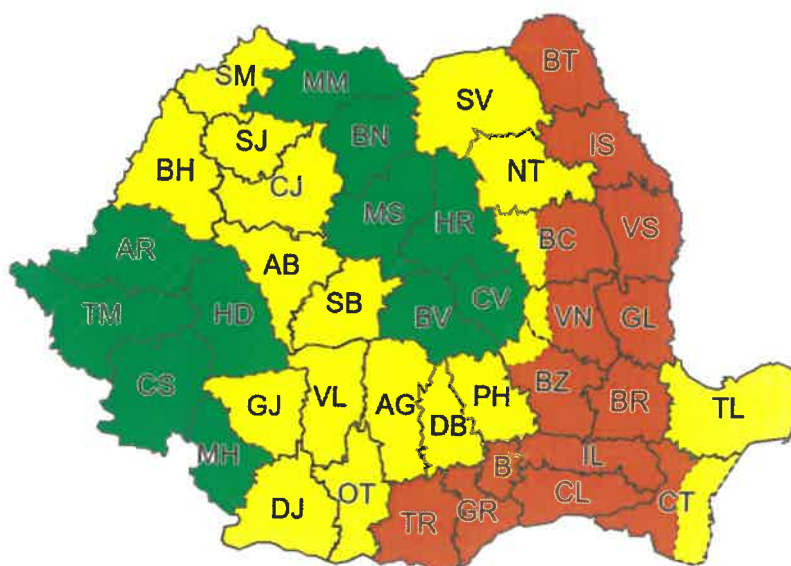 BT
SM
MM
SV
BN
IS
SJ
BH
CJ
NT
MS
HR
VS
BC
AR
AB
SB
TM
HD
BV
CV
VN
GL
CS
GJ
VL
AG
DB
PH
BZ
BR
TL
MH
B
IL
OT
DJ
TR
GR
CL
CT